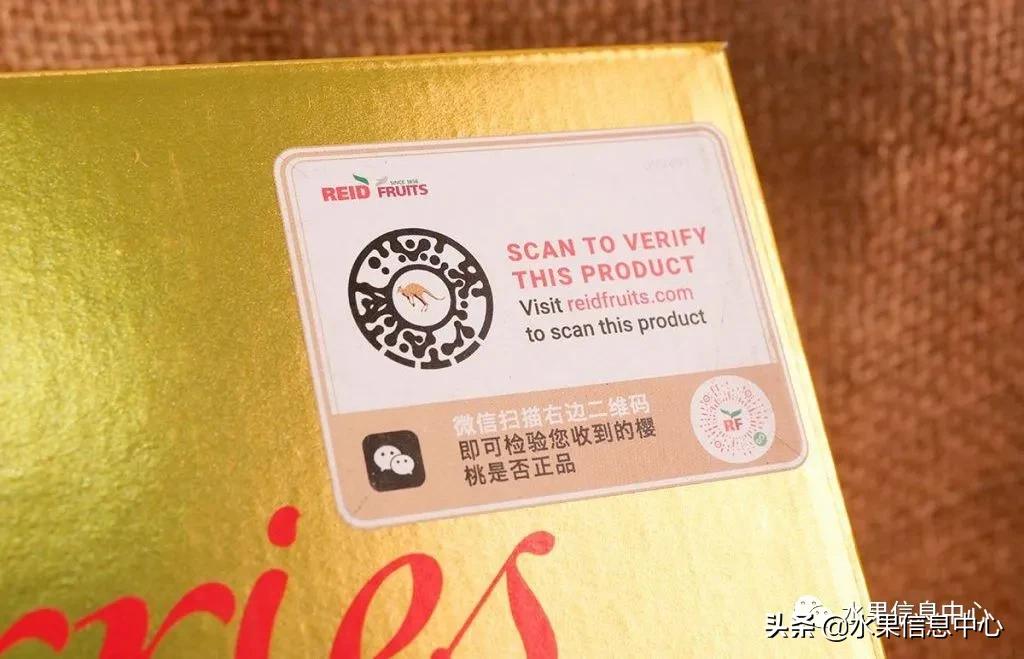 REID FRUITS
SINCE 1856
SCAN TO VERIFY
THIS PRODUCT
Visit reidfruits.com
to scan this product
微信扫描右边二维码
即可检验您收到的樱
桃是否正品
RF
rries
水果信息中心
头条 @水果信息中心